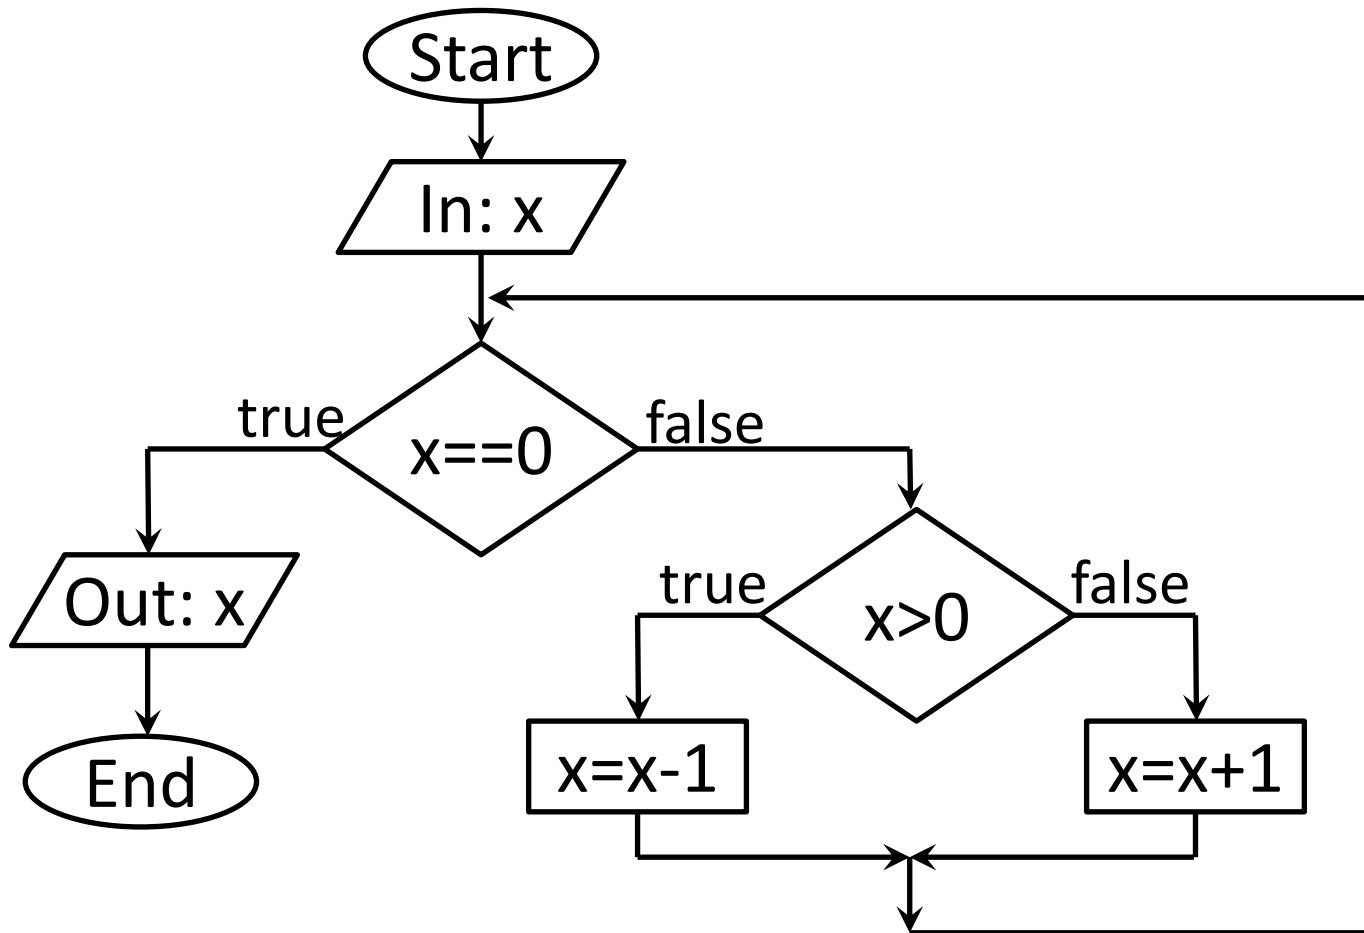 Start
In: x
true
x==0
false
Out: x
true
x>0
false
End
x=x-1
x=x+1